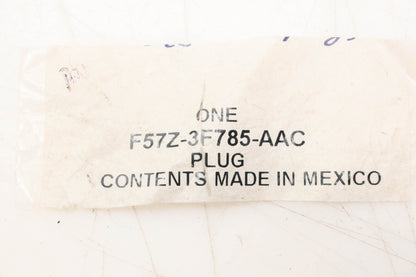 ONE
F57Z-3F785-AAC
PLUG
CONTENTS MADE IN MEXICO